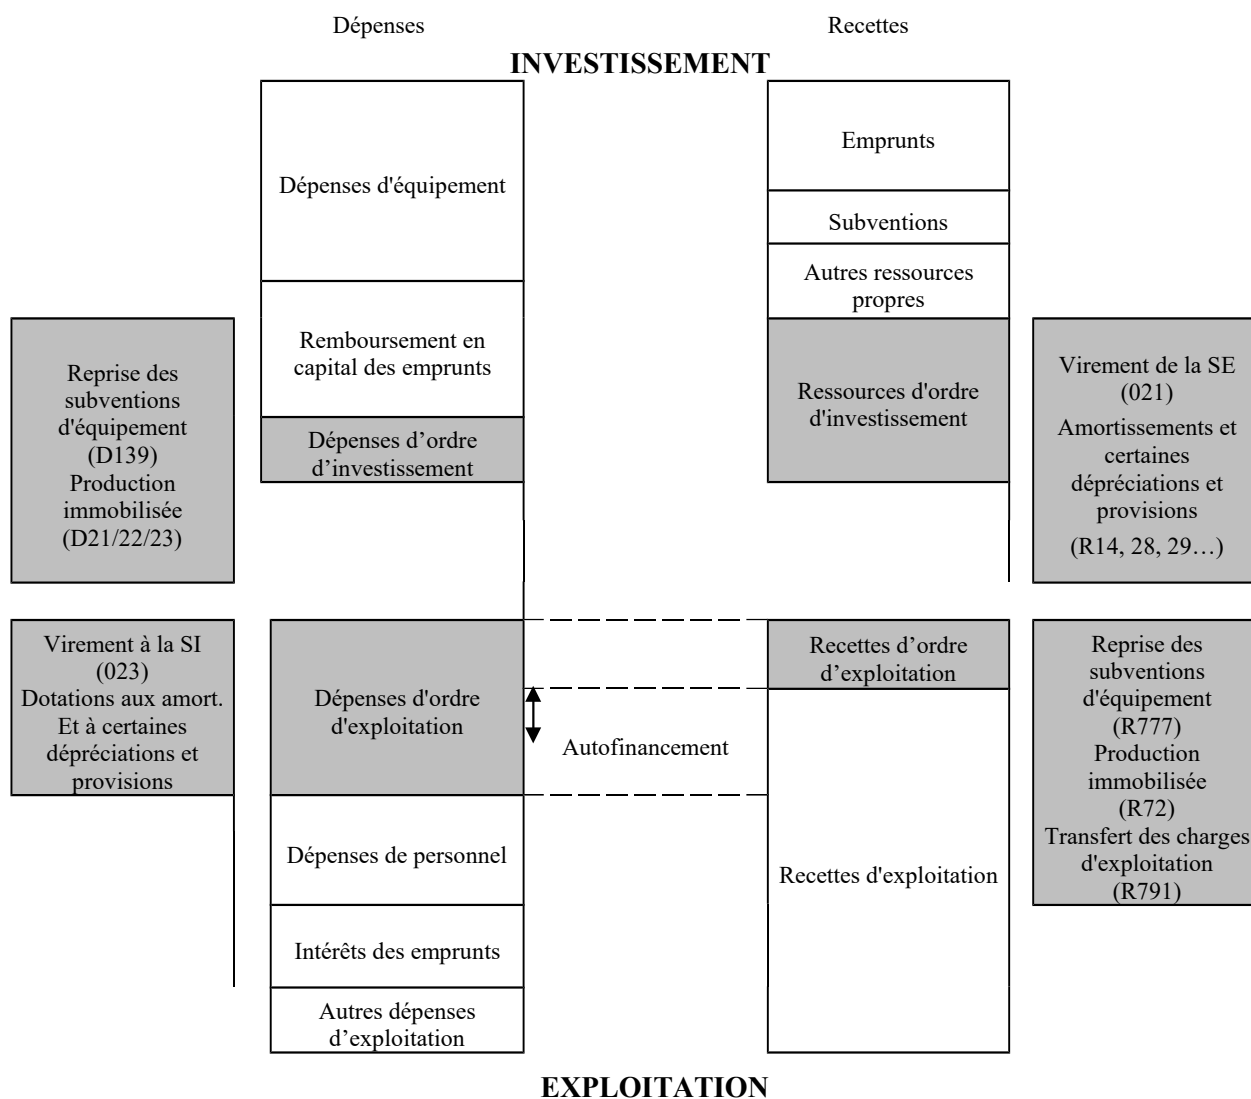 Dépenses
Recettes
INVESTISSEMENT
Dépenses d'équipement
Remboursement en
capital des emprunts
Dépenses d’ordre
d’investissement
Emprunts
Subventions
Autres ressources
propres
Ressources d'ordre
d'investissement
Reprise des
subventions
d'équipement
(D139)
Production
immobilisée
(D21/22/23)
Virement de la SE
(021)
Amortissements et
certaines
dépréciations et
provisions
(R14, 28, 29…)
Virement à la SI
(023)
Dotations aux amort.
Et à certaines
dépréciations et
provisions
Dépenses d'ordre
d'exploitation
Dépenses de personnel
Intérêts des emprunts
Autres dépenses
d’exploitation
Autofinancement
Recettes d’ordre
d’exploitation
Recettes d'exploitation
Reprise des
subventions
d'équipement
(R777)
Production
immobilisée
(R72)
Transfert des charges
d'exploitation
(R791)
EXPLOITATION